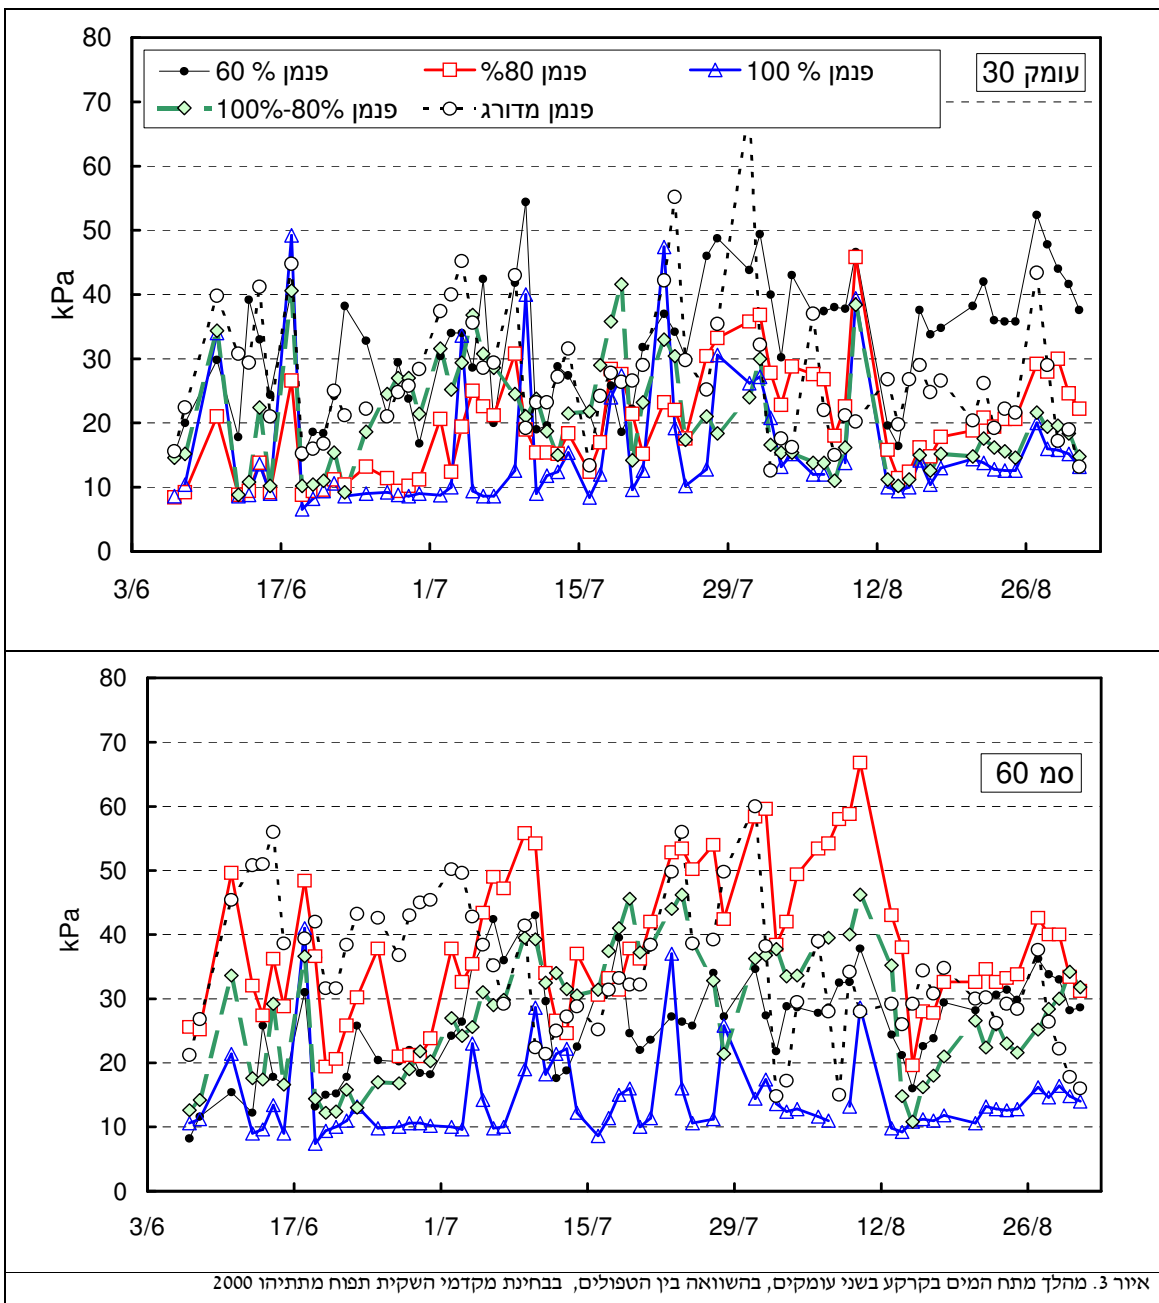 80
70
60
50
40
30
20
10
0
kPa
60 % פנמן
%80 פנמן
100 % פנמן
100%-80% פנמן
פנמן מדורג
עומק 30
3/6 17/6 1/7 15/7 29/7 12/8 26/8
80
70
60
50
40
30
20
10
0
kPa
60 סמ
3/6 17/6 1/7 15/7 29/7 12/8 26/8
איור 3. מהלך מתח המים בקרקע בשני עומקים, בהשוואה בין הטפולים, בבחינת מקדמי השקית תפוח מתתיהו 2000